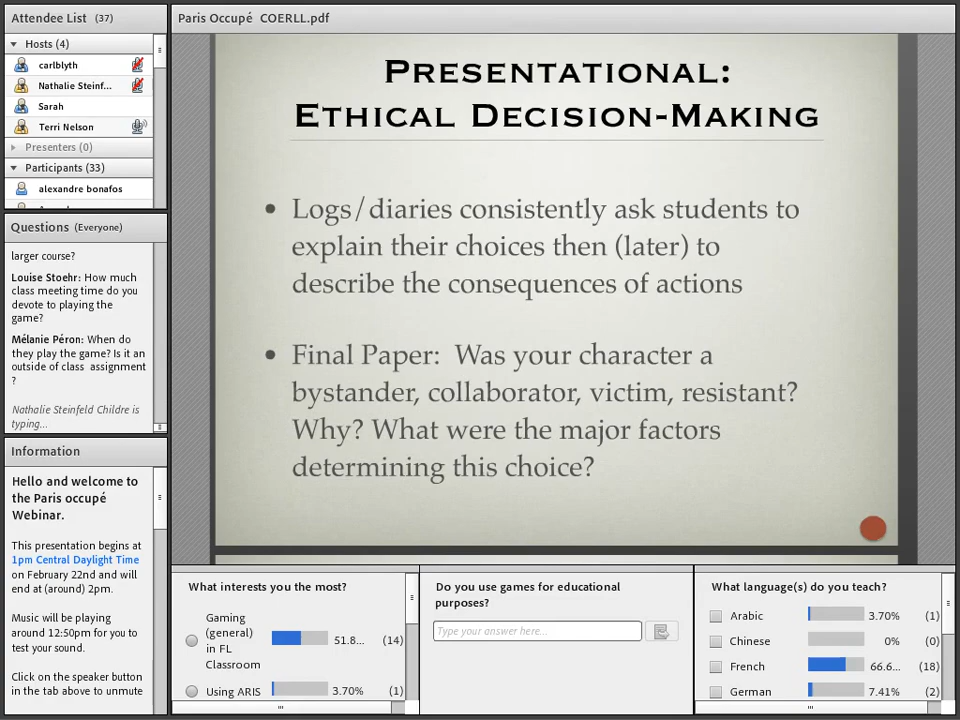 Attendee List (37)
Hosts (4)
carlblyth
Nathalie Steinf...
Sarah
Terri Nelson
Presenters (0)
Participants (33)
alexandre bonafos
Questions (Everyone)
larger course?
Louise Stoehr: How much
class meeting time do you
devote to playing the
game?
Mélanie Péron: When do
they play the game? Is it an
outside of class assignment
?
Nathalie Steinfeld Childre is
typing...
Information
Hello and welcome to
the Paris occupé
Webinar.
This presentation begins at
1pm Central Daylight Time
on February 22nd and will
end at (around) 2pm.
Music will be playing
around 12:50pm for you to
test your sound.
Click on the speaker button
in the tab above to unmute
Paris Occupé COERLL.pdf
Presentational:
Ethical Decision-Making
• Logs/diaries consistently ask students to
explain their choices then (later) to
describe the consequences of actions
• Final Paper: Was your character a
bystander, collaborator, victim, resistant?
Why? What were the major factors
determining this choice?
What interests you the most?
Gaming
(general)
in FL
Classroom
51.8... (14)
Using ARIS 3.70% (1)
Do you use games for educational
purposes?
Type your answer here...
What language(s) do you teach?
Arabic 3.70% (1)
Chinese 0% (0)
French 66.6... (18)
German 7.41% (2)